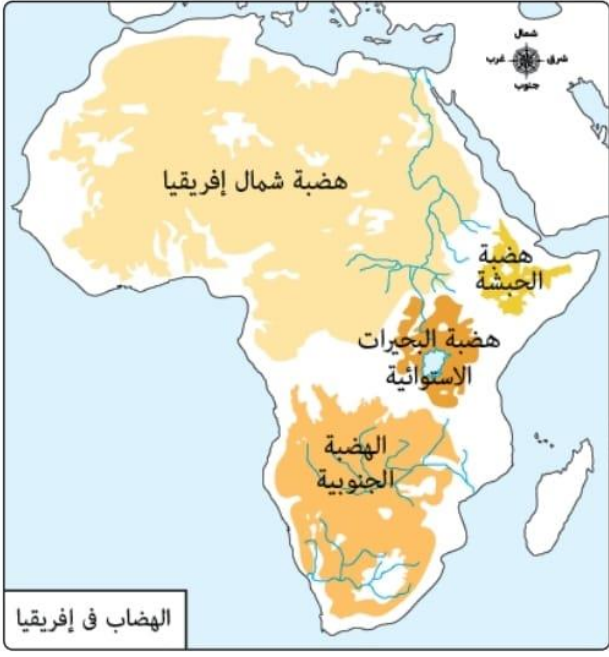 شمال
غرب
شرق
جنوب
هضبة شمال إفريقيا
هضبة
الحبشة
هضبة البحيرات
الاستوائية
الهضبة
الجنوبية
الهضاب فى إفريقيا